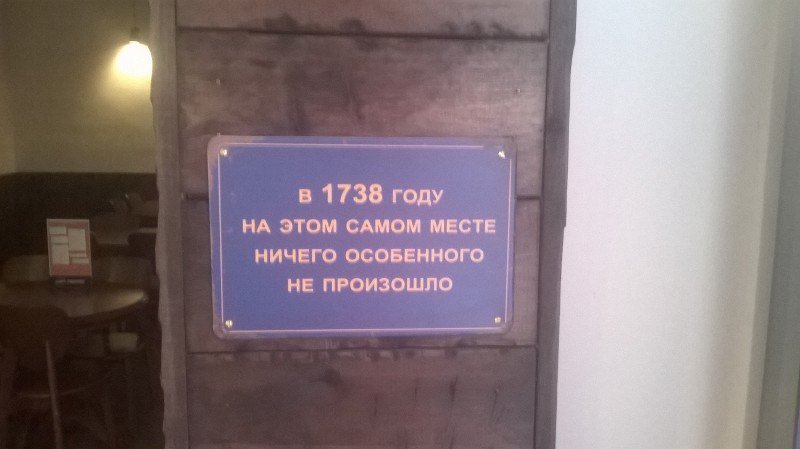 В 1738 ГОДУ
НА ЭТОМ САМОМ МЕСТЕ
НИЧЕГО ОСОБЕННОГО
НЕ ПРОИЗОШЛО